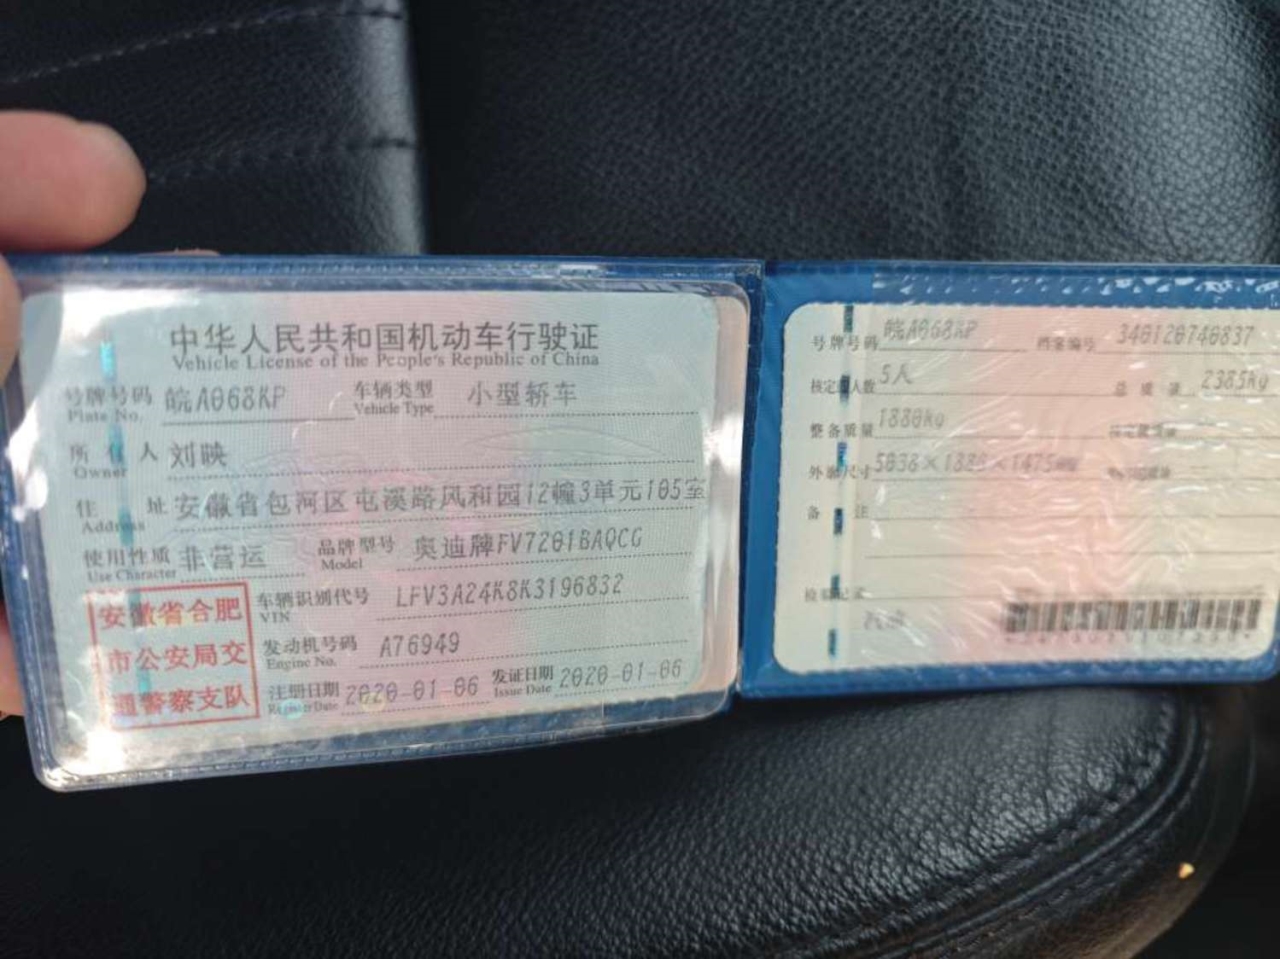 中华人民共和国机动车行驶证
Vehicle License of the People's Republic of China
号牌号码 皖A068KP 车辆类型 小型轿车
Plate No. Vehicle Type
所有人 刘映
Owner
住址 安徽省包河区屯溪路风和园12幢3单元105室
Address
使用性质 非营运 品牌型号 奥迪牌FV7201BAQCG
Use Character Model
安徽省合肥
市公安局交
通警察支队
车辆识别代号 LFV3A24K8K3196832
VIN
发动机号码 A76949
Engine No.
注册日期 2020-01-06 发证日期 2020-01-06
Register Date Issue Date
号牌号码 皖A068KP 档案编号 340120740837
核定载人数 5人 总质量 2385kg
整备质量 1880kg 核定载质量
外廓尺寸 5038×1888×1475mm
备注
检验记录